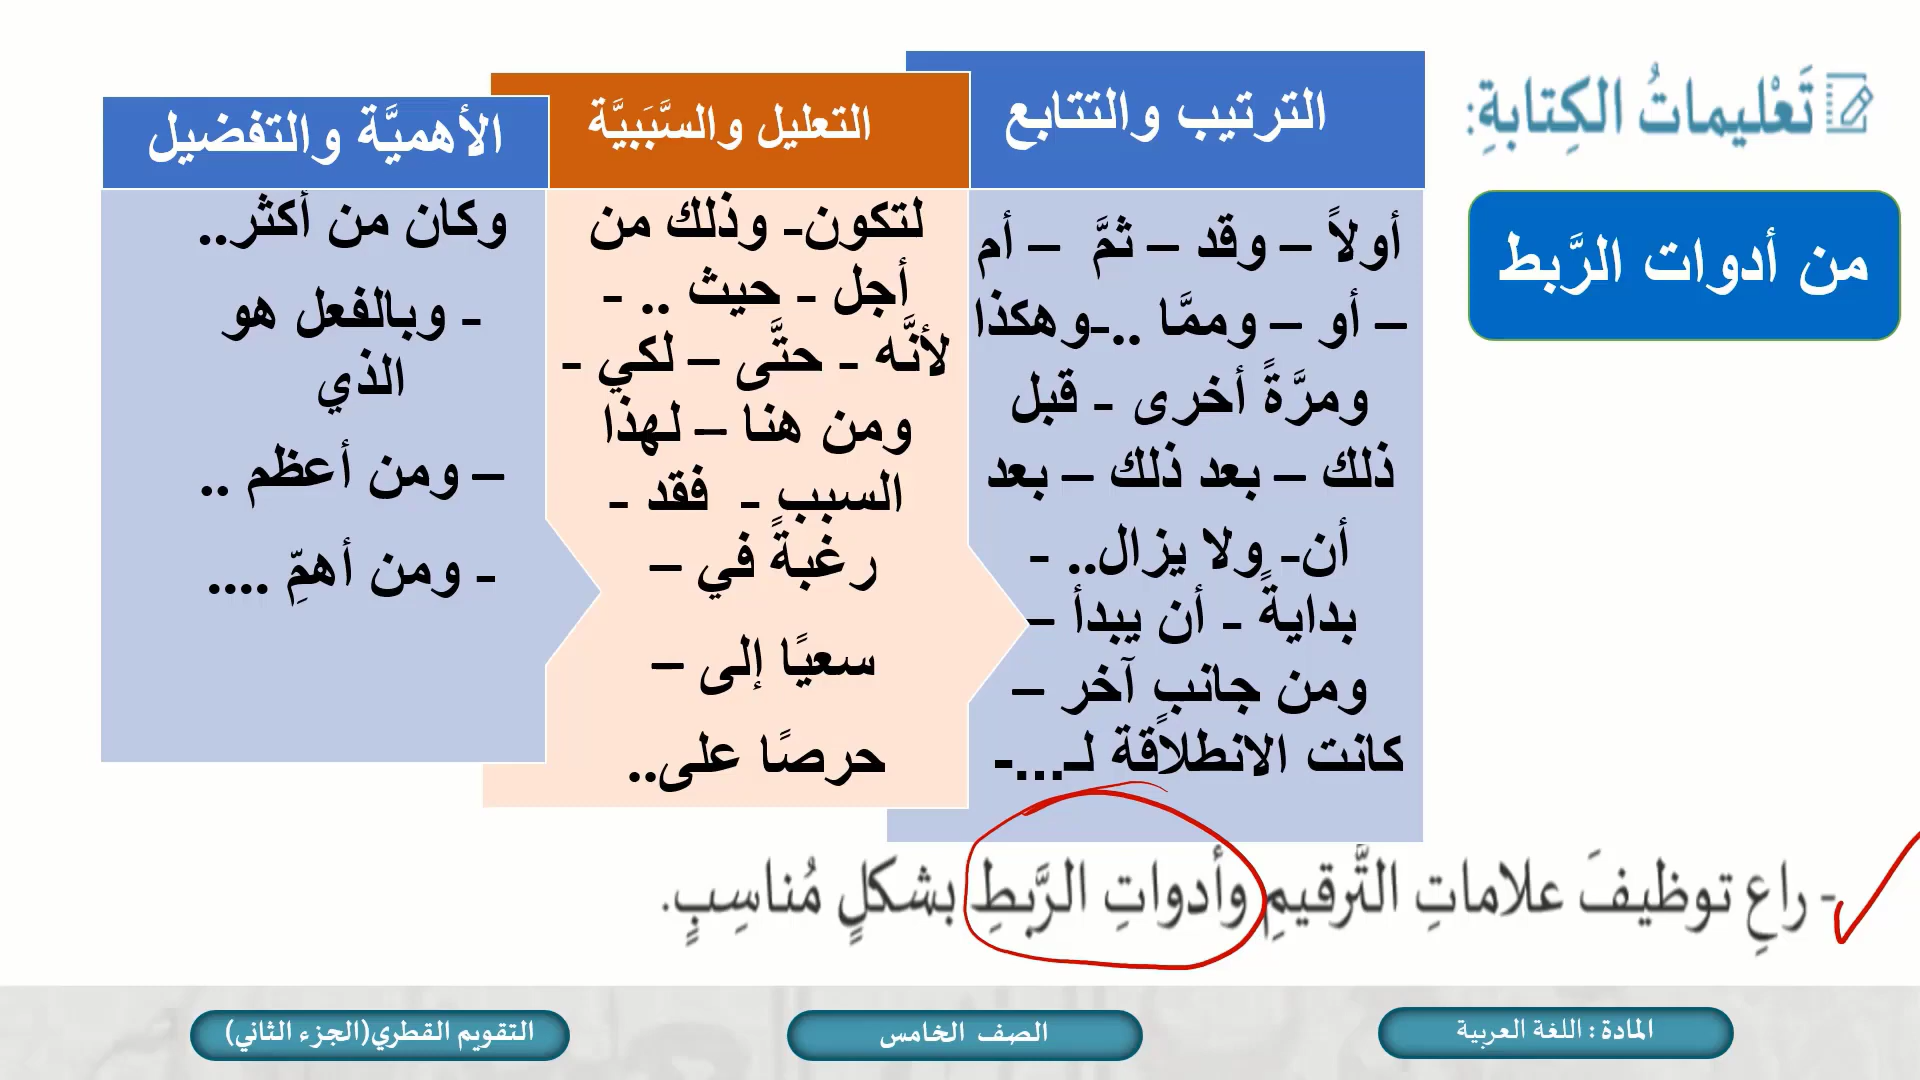 تَعْليماتُ الكِتابةِ:
من أدوات الرَّبط
الترتيب والتتابع
أولاً – وقد – ثمَّ – أم
– أو – وممَّا ..-وهكذا
ومرَّةً أخرى - قبل
ذلك – بعد ذلك – بعد
أن- ولا يزال.. -
بدايةً - أن يبدأ –
ومن جانبٍ آخر –
كانت الانطلاقة لـ...-
التعليل والسَّبَبيَّة
لتكون- وذلك من
أجل - حيث .. -
لأنَّه - حتَّى – لكي -
ومن هنا – لهذا
السبب - فقد -
رغبةً في –
سعيًا إلى –
حرصًا على..
الأهميَّة والتفضيل
وكان من أكثر..
- وبالفعل هو
الذي
– ومن أعظم ..
- ومن أهمِّ ....
- راعِ توظيفَ علاماتِ التَّرقيمِ وأدواتِ الرَّبطِ بشكلٍ مُناسِبٍ.
المادة : اللغة العربية
الصف الخامس
التقويم القطري(الجزء الثاني)